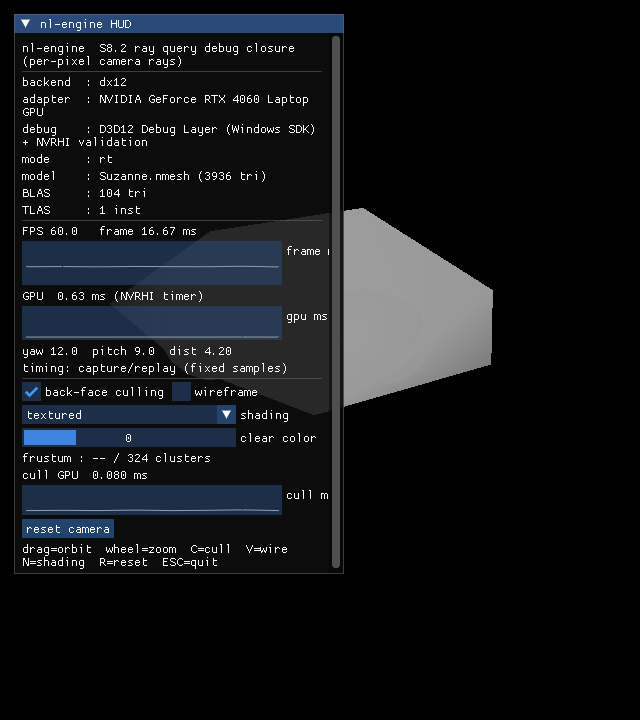 nl-engine HUD
nl-engine  S8.2 ray query debug closure
(per-pixel camera rays)
backend  : dx12
adapter  : NVIDIA GeForce RTX 4060 Laptop
GPU
debug    : D3D12 Debug Layer (Windows SDK)
+ NVRHI validation
mode     : rt
model    : Suzanne.nmesh (3936 tri)
BLAS     : 104 tri
TLAS     : 1 inst
FPS 60.0   frame 16.67 ms
frame
GPU  0.63 ms (NVRHI timer)
gpu ms
yaw 12.0  pitch 9.0  dist 4.20
timing: capture/replay (fixed samples)
back-face culling  wireframe
textured  shading
0  clear color
frustum : -- / 324 clusters
cull GPU  0.080 ms
cull m
reset camera
drag=orbit  wheel=zoom  C=cull  V=wire
N=shading  R=reset  ESC=quit